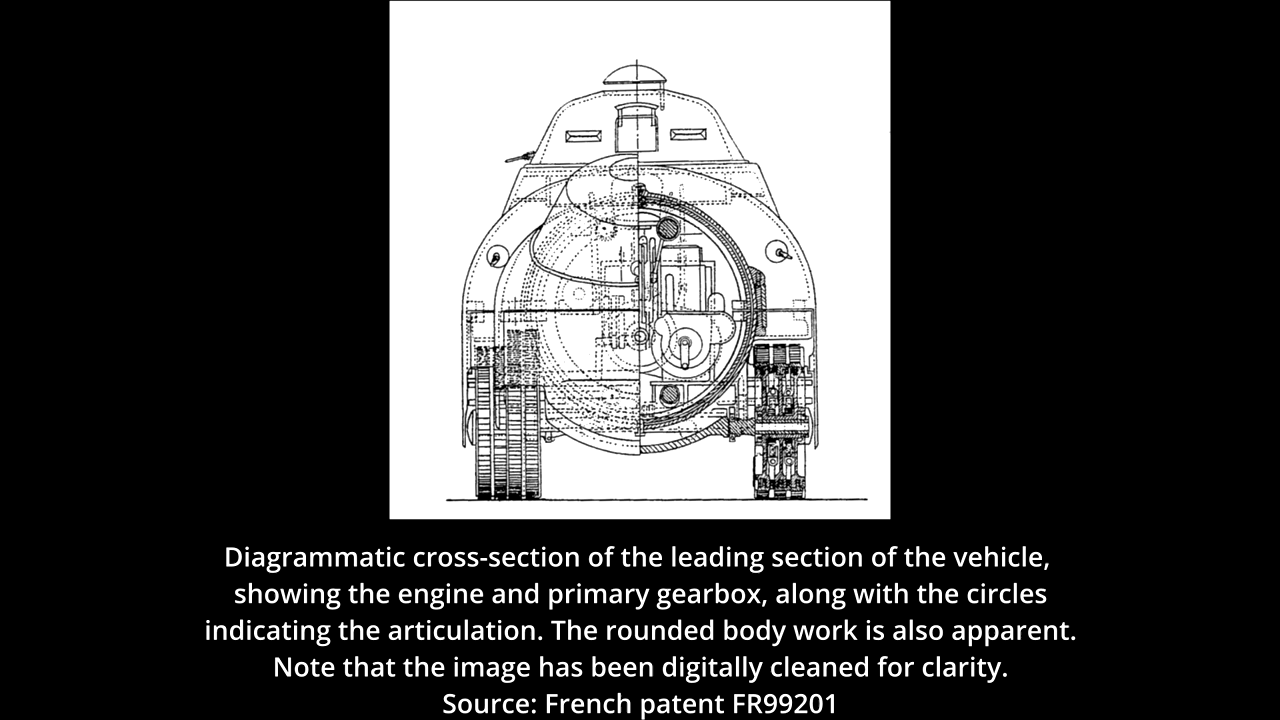 Diagrammatic cross-section of the leading section of the vehicle,
showing the engine and primary gearbox, along with the circles
indicating the articulation. The rounded body work is also apparent.
Note that the image has been digitally cleaned for clarity.
Source: French patent FR99201